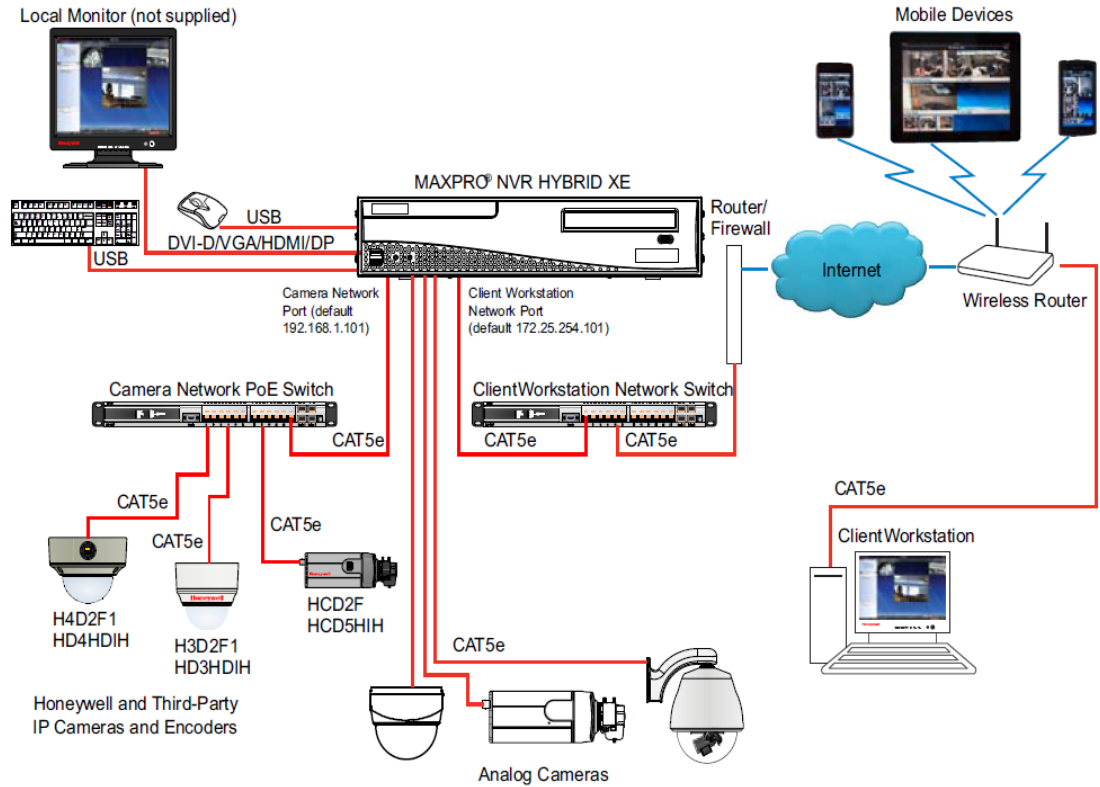 Local Monitor (not supplied)
Mobile Devices
MAXPRO® NVR HYBRID XE
Router/
Firewall
USB
DVI-D/VGA/HDMI/DP
USB
Internet
Wireless Router
Camera Network
Port (default
192.168.1.101)
Client Workstation
Network Port
(default 172.25.254.101)
Camera Network PoE Switch
ClientWorkstation Network Switch
CAT5e
CAT5e
CAT5e
CAT5e
CAT5e
CAT5e
CAT5e
ClientWorkstation
Honeywell
Honeywell
H4D2F1
HD4HDIH
H3D2F1
HD3HDIH
HCD2F
HCD5HIH
CAT5e
Honeywell and Third-Party
IP Cameras and Encoders
Analog Cameras